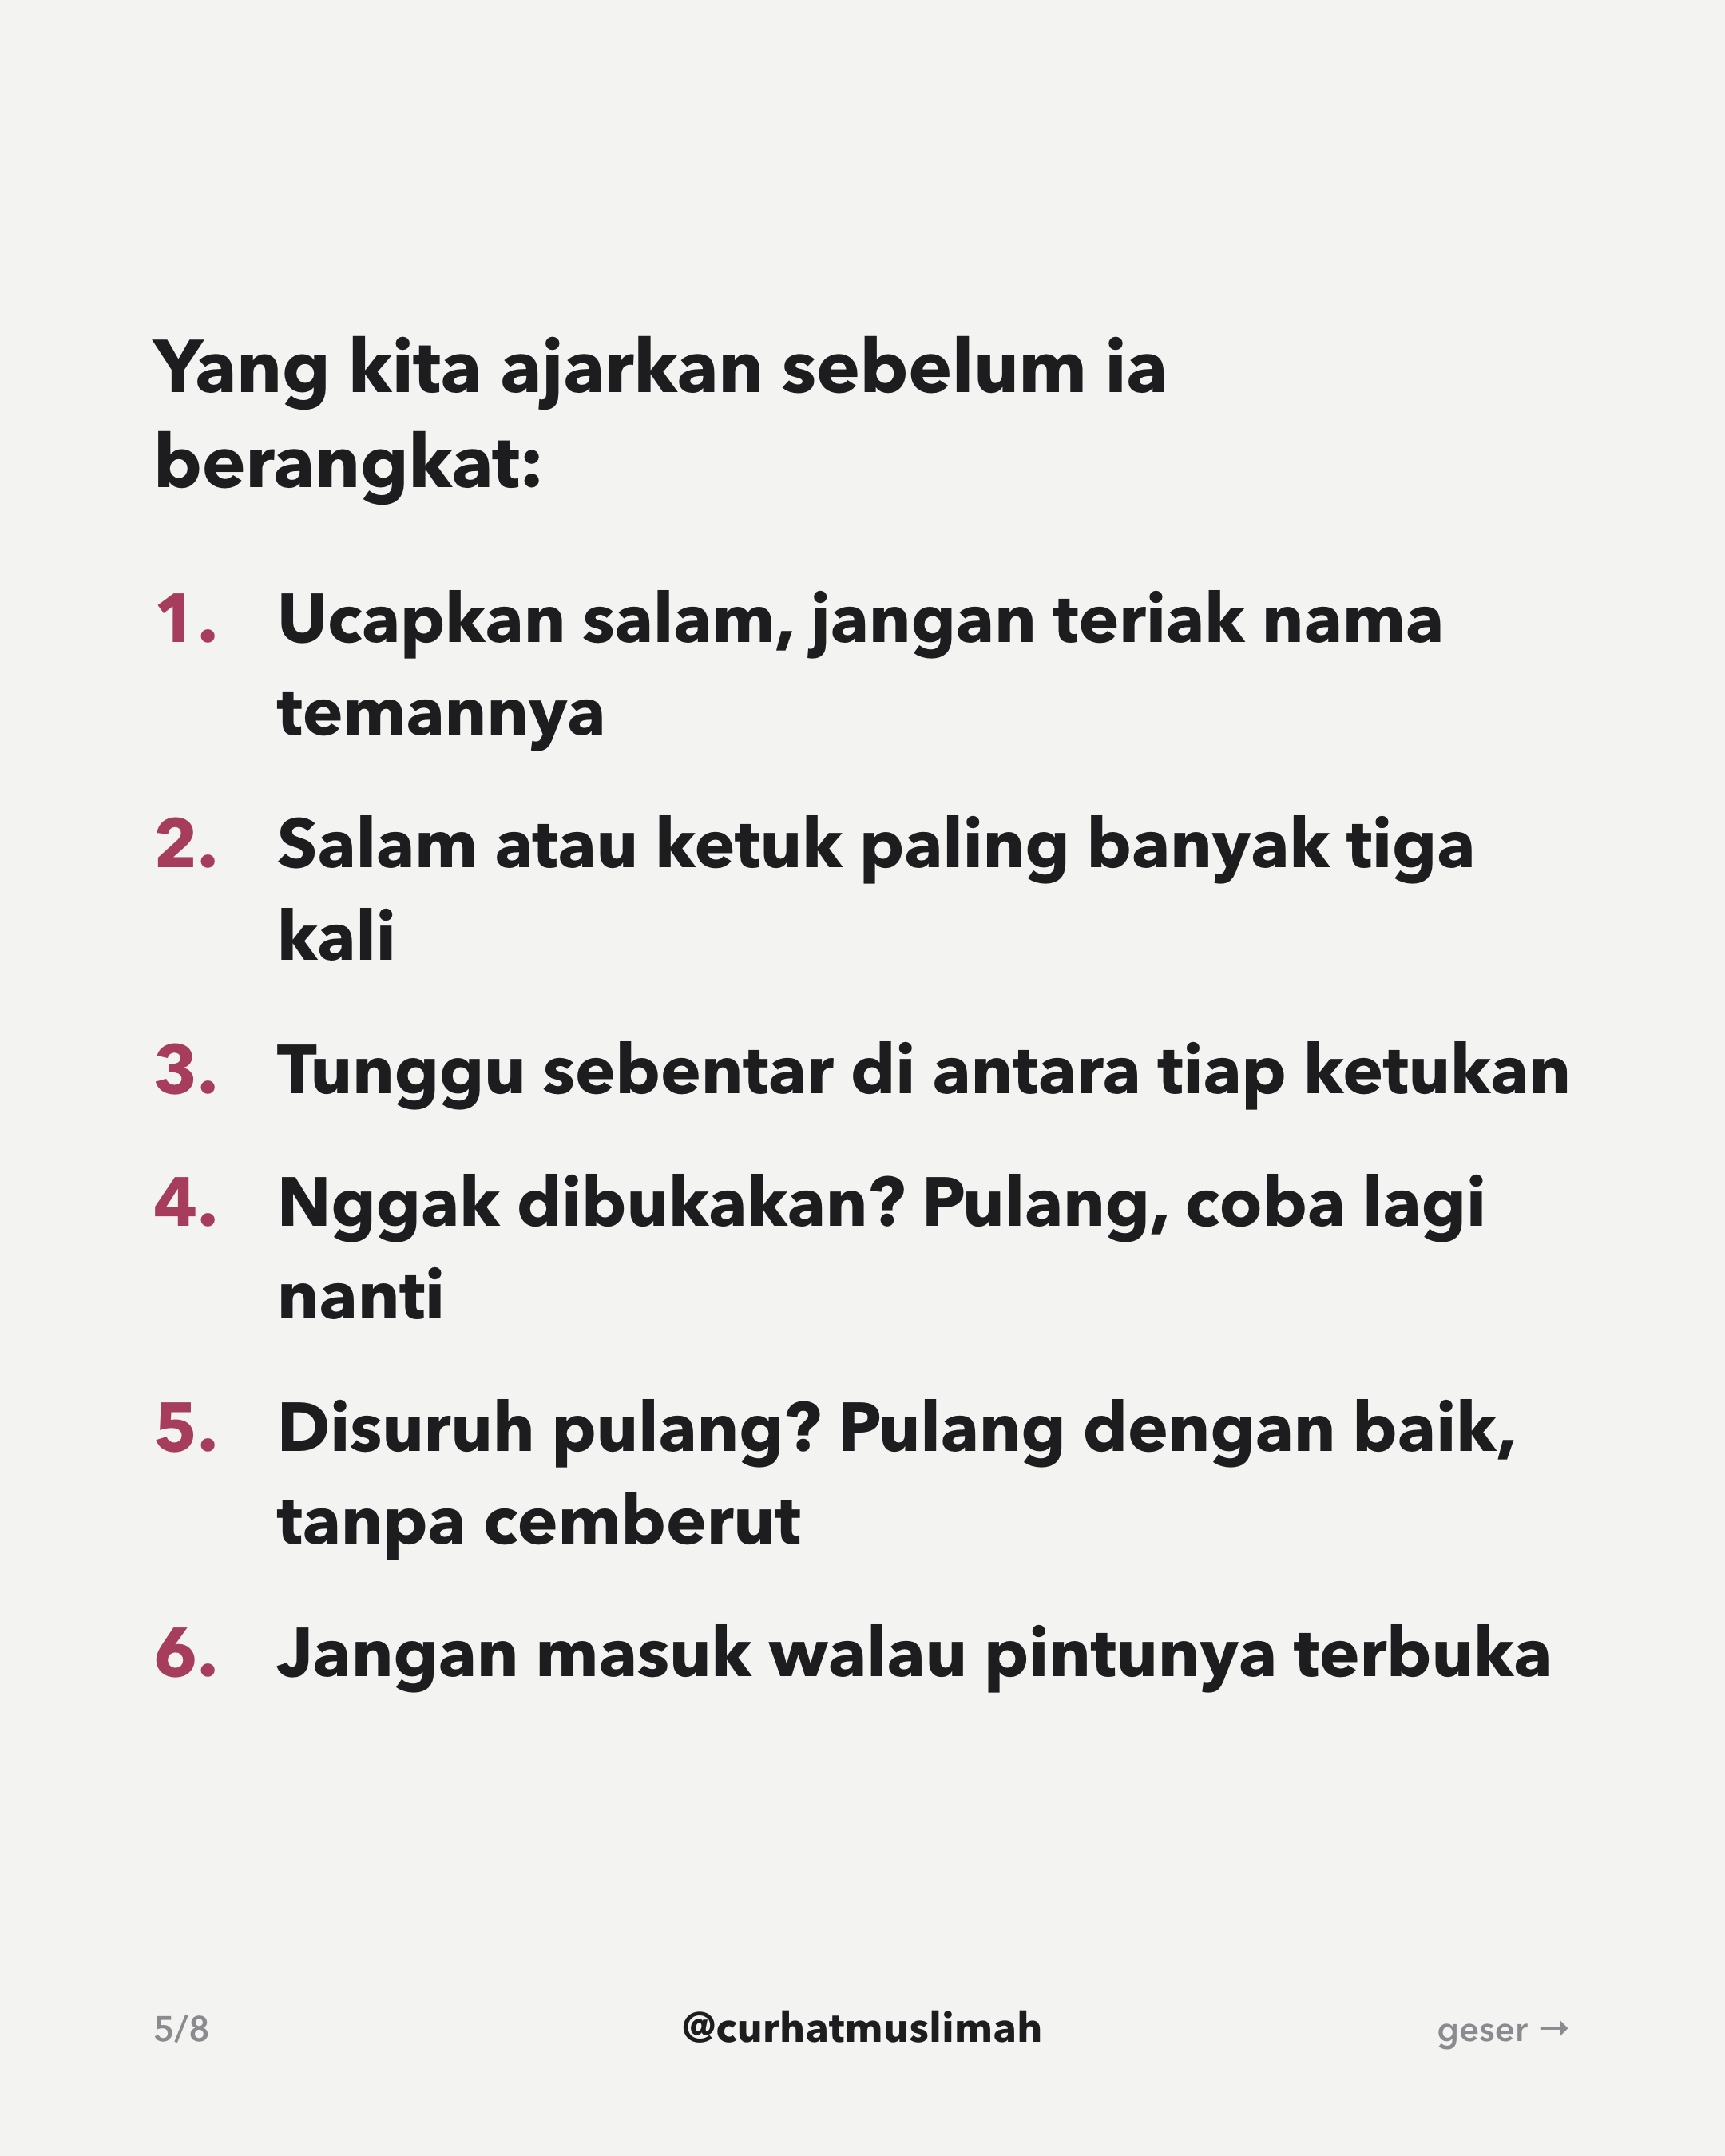 Yang kita ajarkan sebelum ia
berangkat:
1. Ucapkan salam, jangan teriak nama
temannya
2. Salam atau ketuk paling banyak tiga
kali
3. Tunggu sebentar di antara tiap ketukan
4. Nggak dibukakan? Pulang, coba lagi
nanti
5. Disuruh pulang? Pulang dengan baik,
tanpa cemberut
6. Jangan masuk walau pintunya terbuka
5/8 @curhatmuslimah geser →